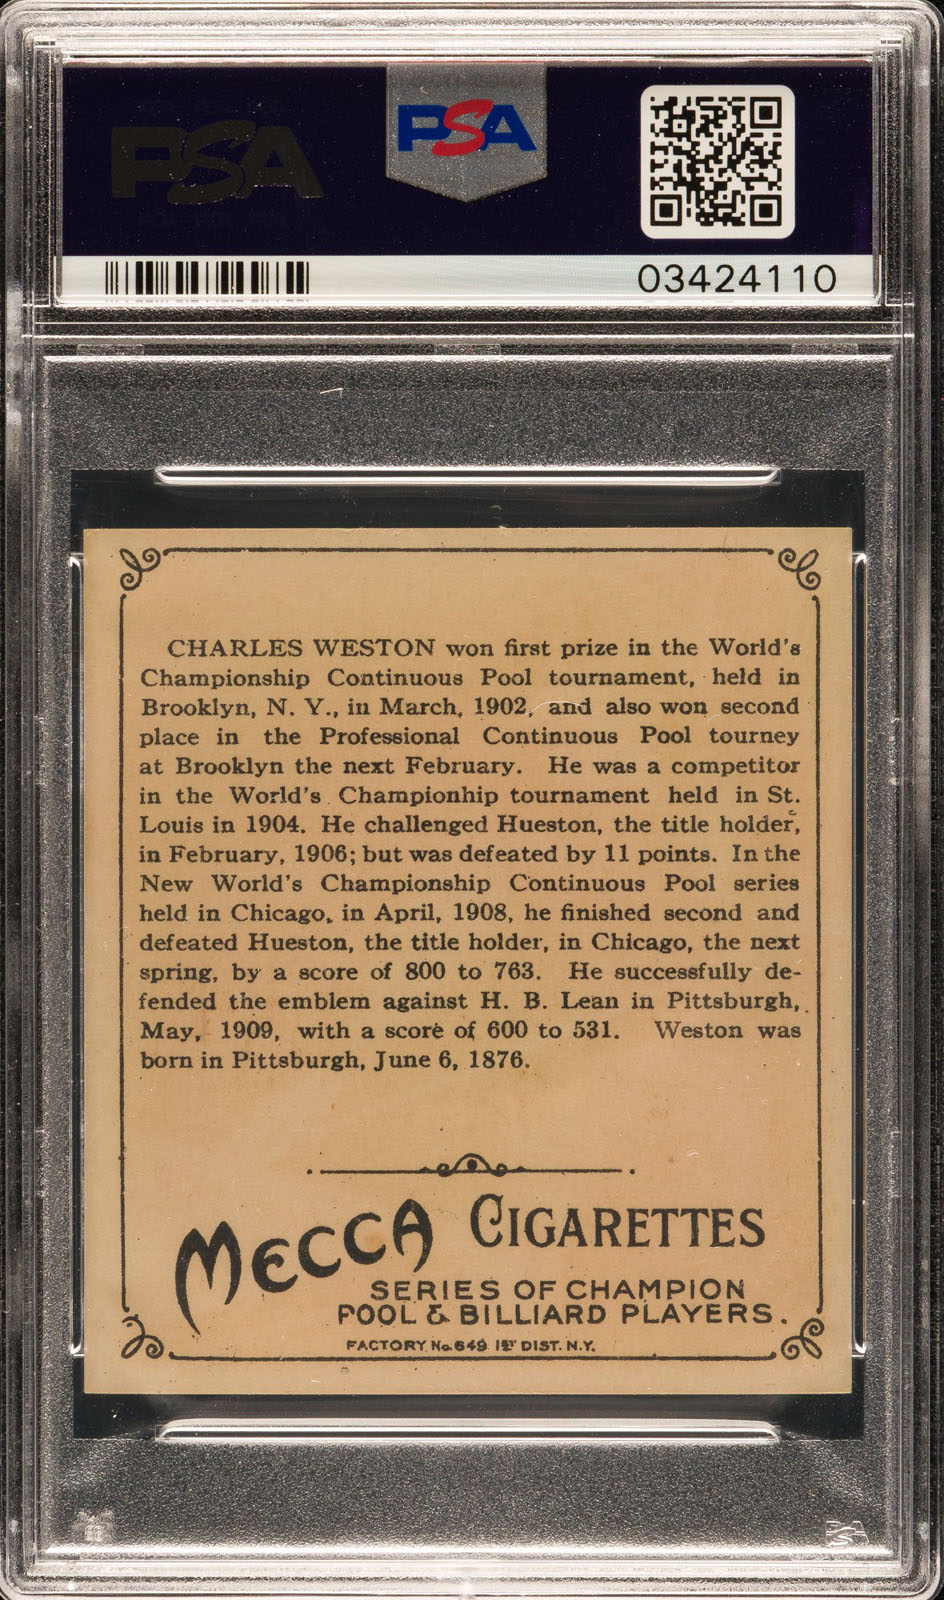 PSA
PSA
03424110
CHARLES WESTON won first prize in the World's
Championship Continuous Pool tournament, held in
Brooklyn, N. Y., in March, 1902, and also won second
place in the Professional Continuous Pool tourney
at Brooklyn the next February. He was a competitor
in the World's Championhip tournament held in St.
Louis in 1904. He challenged Hueston, the title holder,
in February, 1906; but was defeated by 11 points. In the
New World's Championship Continuous Pool series
held in Chicago, in April, 1908, he finished second and
defeated Hueston, the title holder, in Chicago, the next
spring, by a score of 800 to 763. He successfully de-
fended the emblem against H. B. Lean in Pittsburgh,
May, 1909, with a score of 600 to 531. Weston was
born in Pittsburgh, June 6, 1876.
MECCA CIGARETTES
SERIES OF CHAMPION
POOL & BILLIARD PLAYERS.
FACTORY No. 649 1ST DIST. N.Y.
PSA